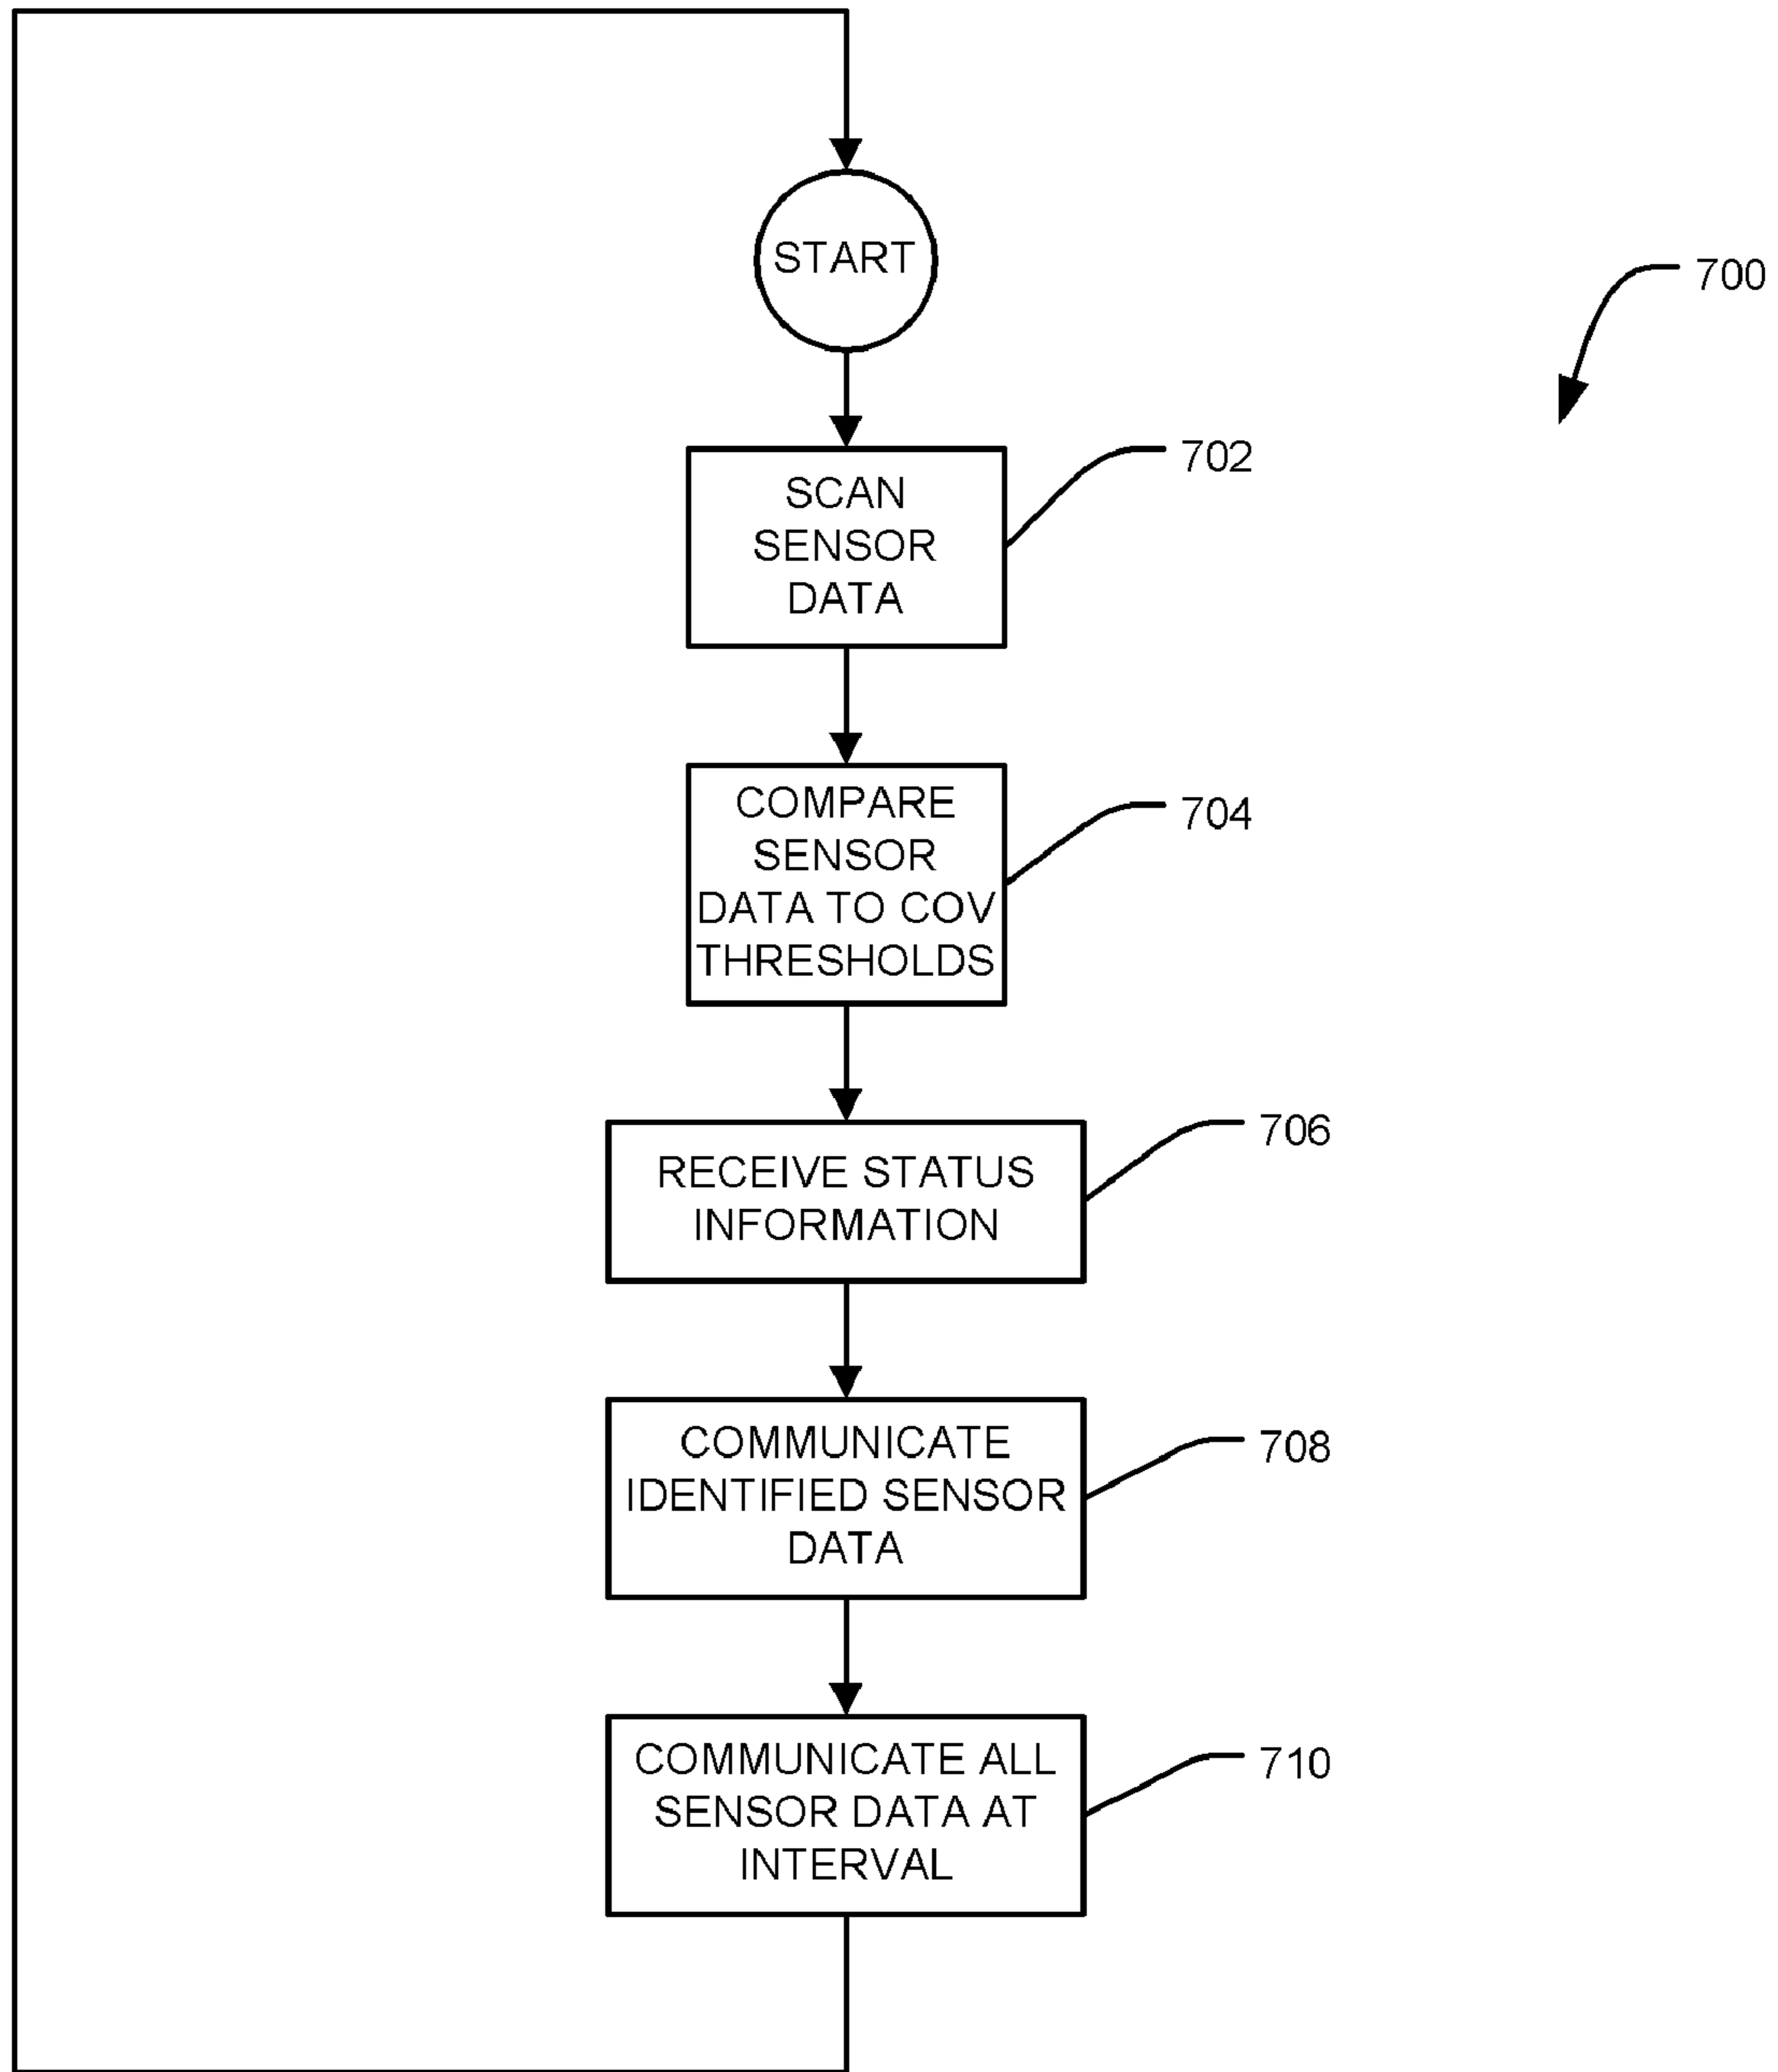 START
700
SCAN
SENSOR
DATA
702
COMPARE
SENSOR
DATA TO COV
THRESHOLDS
704
RECEIVE STATUS
INFORMATION
706
COMMUNICATE
IDENTIFIED SENSOR
DATA
708
COMMUNICATE ALL
SENSOR DATA AT
INTERVAL
710